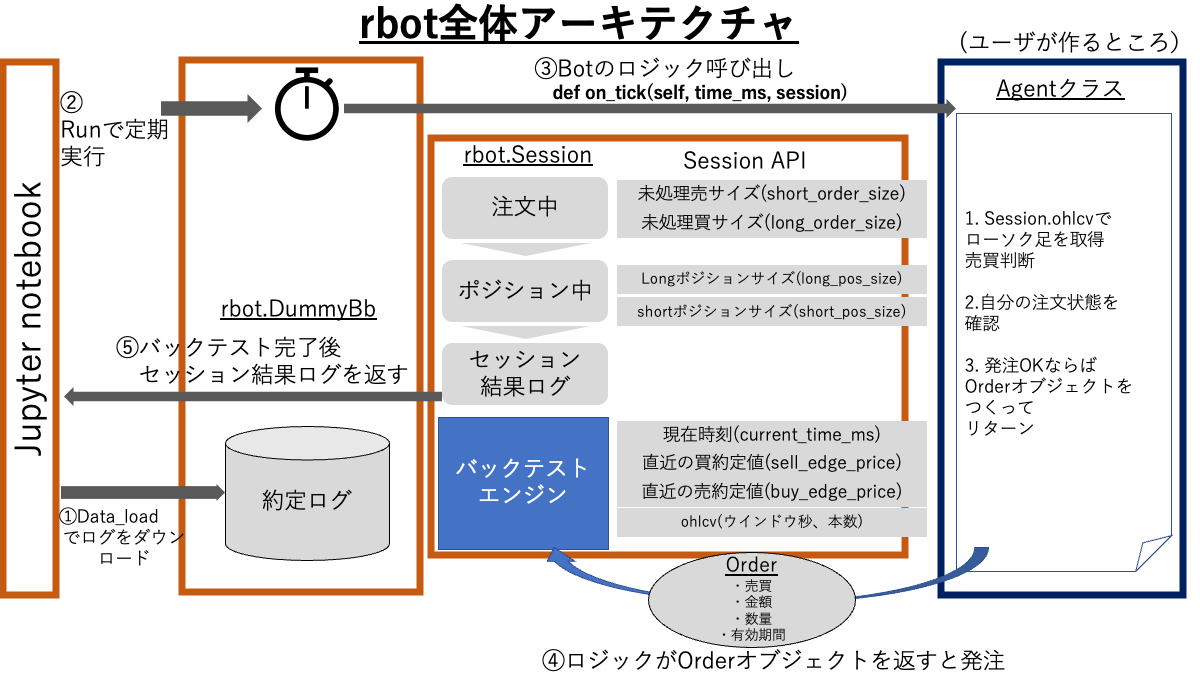 rbot全体アーキテクチャ
(ユーザが作るところ)
③Botのロジック呼び出し
def on_tick(self, time_ms, session)
②
Runで定期
実行
Jupyter notebook
rbot.DummyBb
⑤バックテスト完了後
セッション結果ログを返す
約定ログ
①Data_load
でログをダウン
ロード
rbot.Session
注文中
ポジション中
セッション
結果ログ
バックテスト
エンジン
Session API
未処理売サイズ(short_order_size)
未処理買サイズ(long_order_size)
Longポジションサイズ(long_pos_size)
shortポジションサイズ(short_pos_size)
現在時刻(current_time_ms)
直近の買約定値(sell_edge_price)
直近の売約定値(buy_edge_price)
ohlcv(ウインドウ秒、本数)
Agentクラス
1. Session.ohlcvで
ローソク足を取得
売買判断
2.自分の注文状態を
確認
3. 発注OKならば
Orderオブジェクトを
つくって
リターン
Order
・売買
・金額
・数量
・有効期間
④ロジックがOrderオブジェクトを返すと発注